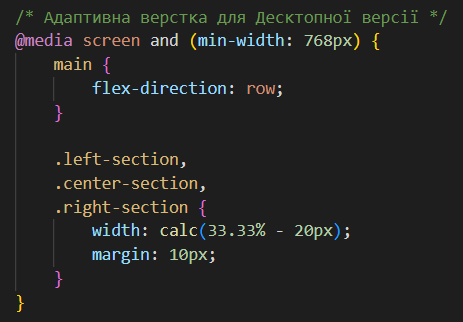 /* Адаптивна верстка для Десктопної версії */
@media screen and (min-width: 768px) {
    main {
        flex-direction: row;
    }

    .left-section,
    .center-section,
    .right-section {
        width: calc(33.33% - 20px);
        margin: 10px;
    }
}